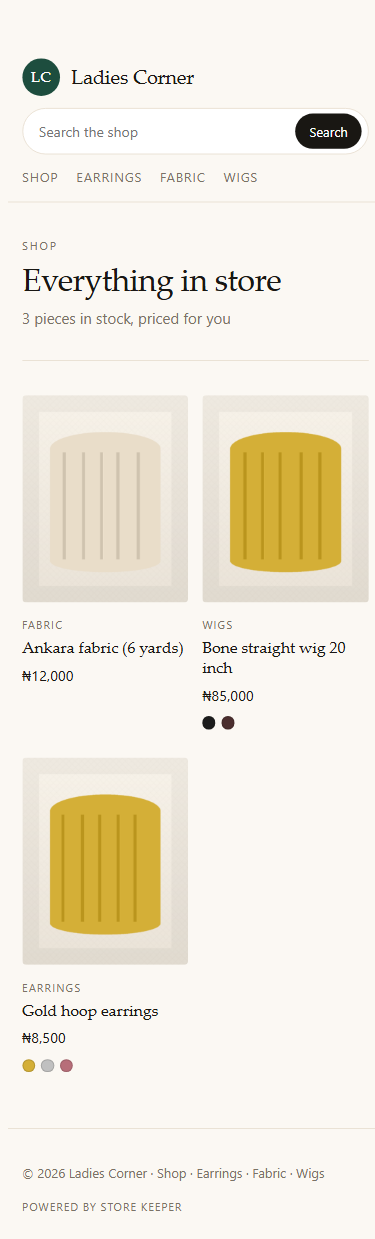 LC Ladies Corner
Search the shop Search
SHOP EARRINGS FABRIC WIGS
SHOP
Everything in store
3 pieces in stock, priced for you
FABRIC
Ankara fabric (6 yards)
₦12,000
WIGS
Bone straight wig 20
inch
₦85,000
EARRINGS
Gold hoop earrings
₦8,500
© 2026 Ladies Corner · Shop · Earrings · Fabric · Wigs
POWERED BY STORE KEEPER